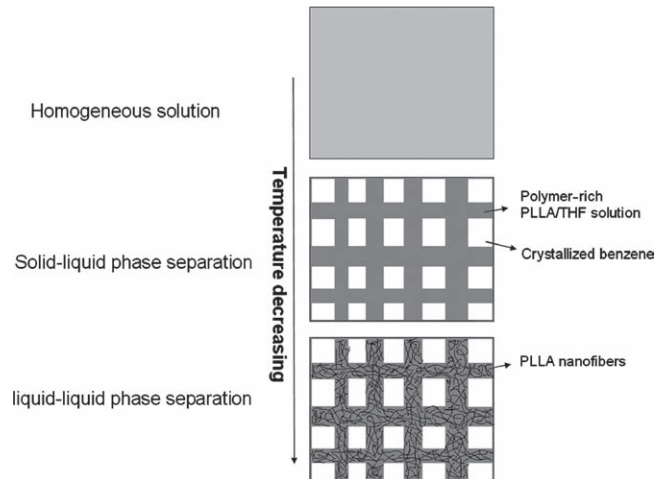 Homogeneous solution
Temperature decreasing
Polymer-rich
PLLA/THF solution
Solid-liquid phase separation
Crystallized benzene
PLLA nanofibers
liquid-liquid phase separation